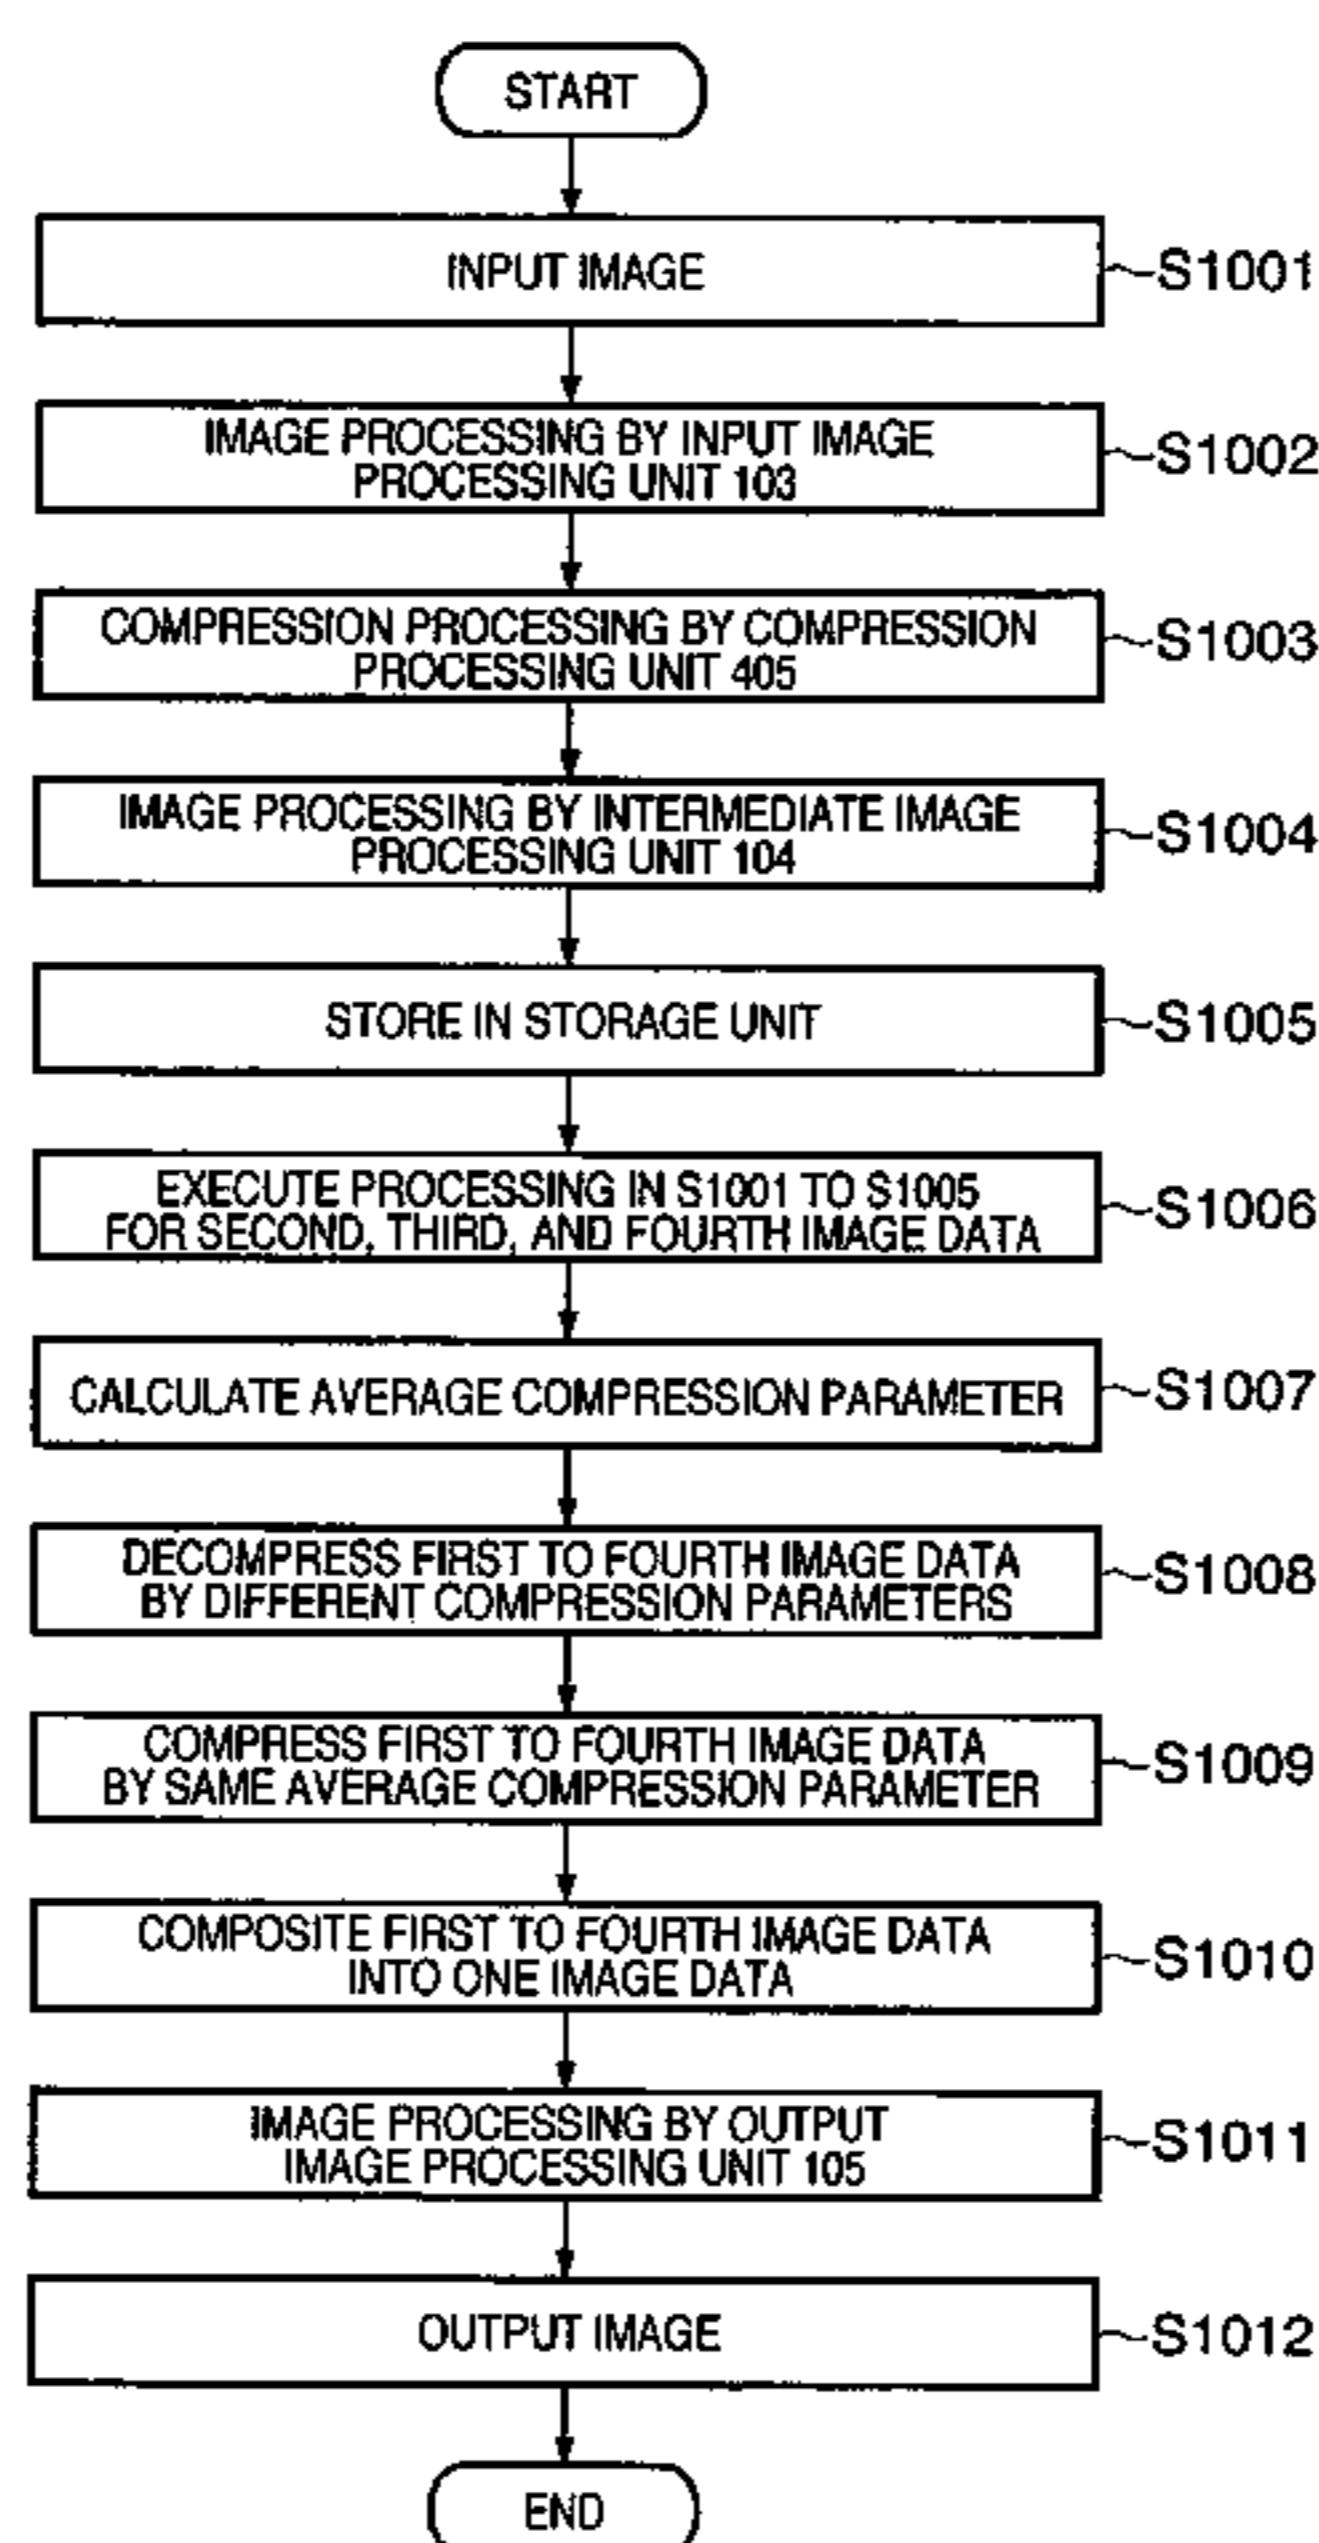 START
INPUT IMAGE
S1001
IMAGE PROCESSING BY INPUT IMAGE
PROCESSING UNIT 103
S1002
COMPRESSION PROCESSING BY COMPRESSION
PROCESSING UNIT 405
S1003
IMAGE PROCESSING BY INTERMEDIATE IMAGE
PROCESSING UNIT 104
S1004
STORE IN STORAGE UNIT
S1005
EXECUTE PROCESSING IN S1001 TO S1005
FOR SECOND, THIRD, AND FOURTH IMAGE DATA
S1006
CALCULATE AVERAGE COMPRESSION PARAMETER
S1007
DECOMPRESS FIRST TO FOURTH IMAGE DATA
BY DIFFERENT COMPRESSION PARAMETERS
S1008
COMPRESS FIRST TO FOURTH IMAGE DATA
BY SAME AVERAGE COMPRESSION PARAMETER
S1009
COMPOSITE FIRST TO FOURTH IMAGE DATA
INTO ONE IMAGE DATA
S1010
IMAGE PROCESSING BY OUTPUT
IMAGE PROCESSING UNIT 105
S1011
OUTPUT IMAGE
S1012
END